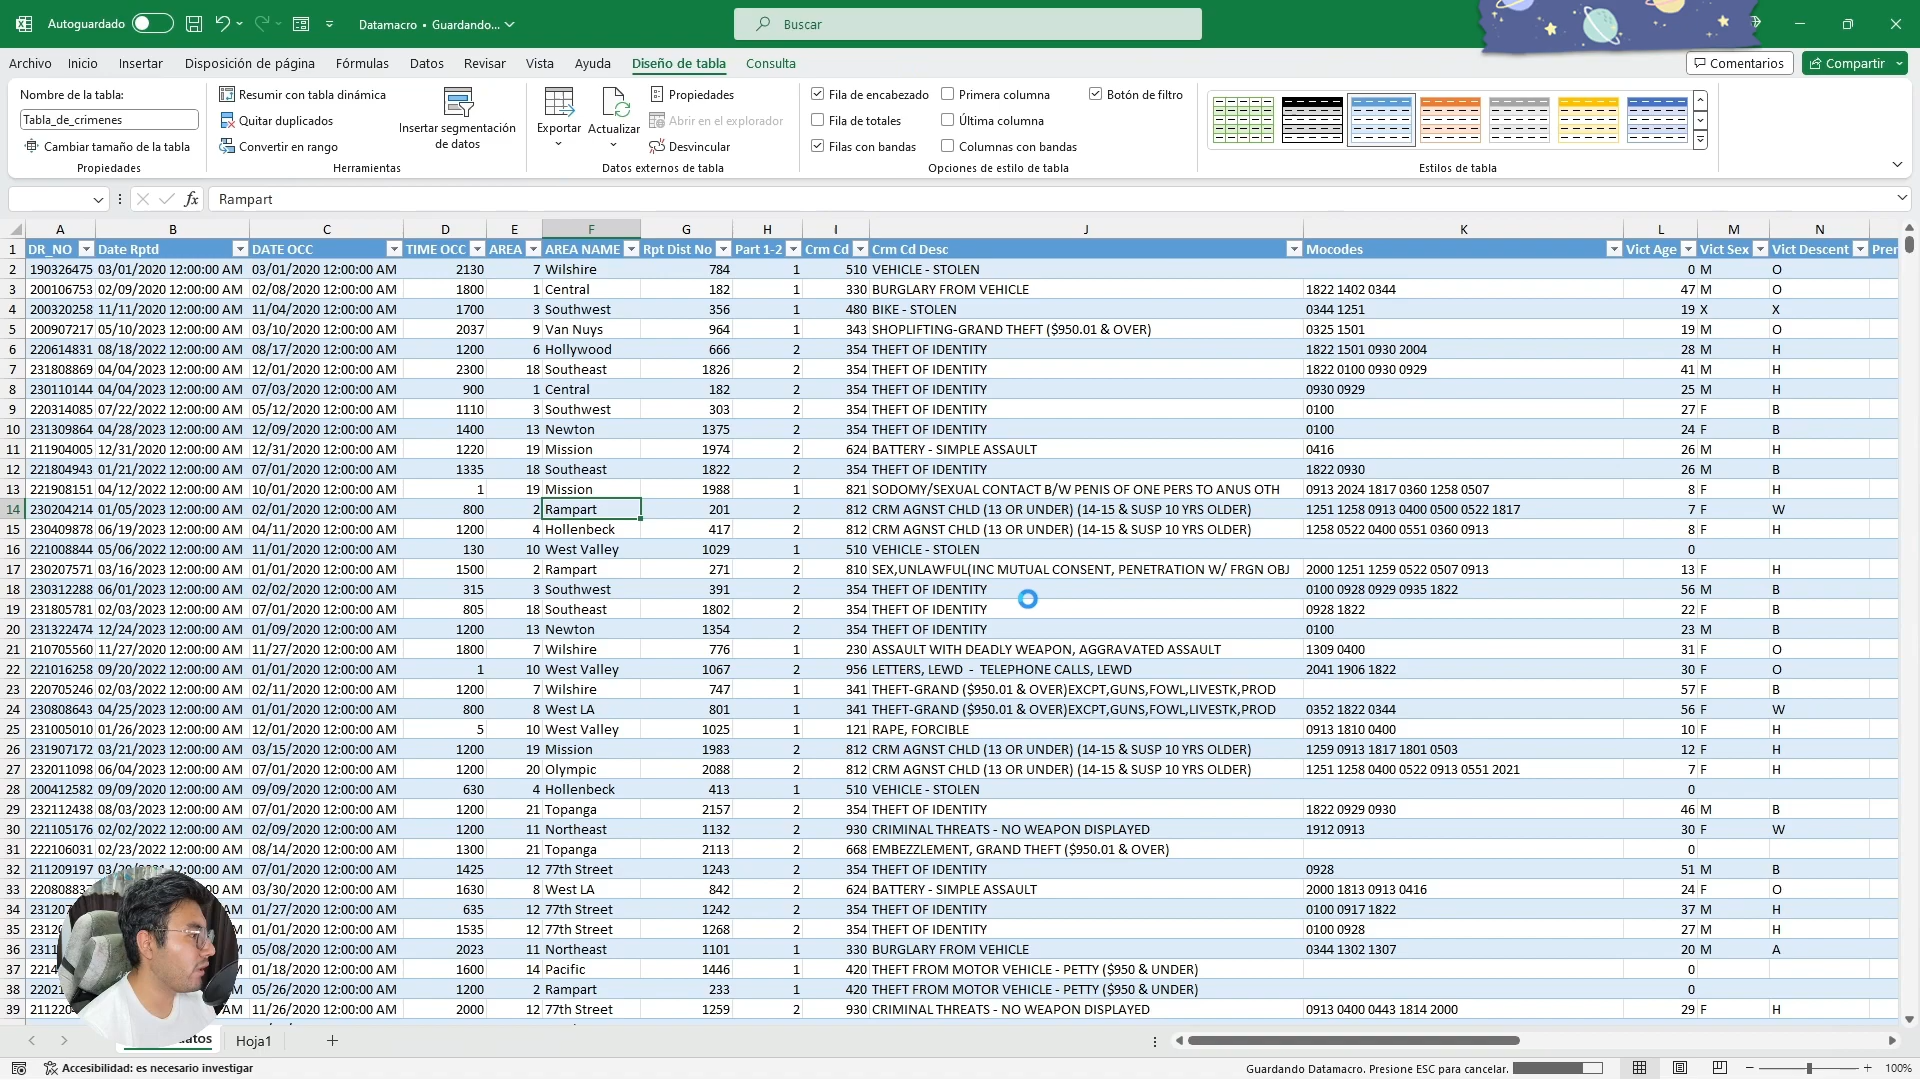 Autoguardado Datamacro • Guardando... Buscar
Archivo Inicio Insertar Disposición de página Fórmulas Datos Revisar Vista Ayuda Diseño de tabla Consulta Comentarios Compartir
Nombre de la tabla: Resumir con tabla dinámica Propiedades Fila de encabezado Primera columna Botón de filtro
Tabla_de_crimenes Quitar duplicados Insertar segmentación de datos Exportar Actualizar Abrir en el explorador Fila de totales Última columna
Cambiar tamaño de la tabla Convertir en rango Desvincular Filas con bandas Columnas con bandas
Propiedades Herramientas Datos externos de tabla Opciones de estilo de tabla Estilos de tabla
fx Rampart
A B C D E F G H I J K L M N
1 DR_NO Date Rptd DATE OCC TIME OCC AREA AREA NAME Rpt Dist No Part 1-2 Crm Cd Crm Cd Desc Mocodes Vict Age Vict Sex Vict Descent Prer
2 190326475 03/01/2020 12:00:00 AM 03/01/2020 12:00:00 AM 2130 7 Wilshire 784 1 510 VEHICLE - STOLEN 0 M O
3 200106753 02/09/2020 12:00:00 AM 02/08/2020 12:00:00 AM 1800 1 Central 182 1 330 BURGLARY FROM VEHICLE 1822 1402 0344 47 M O
4 200320258 11/11/2020 12:00:00 AM 11/04/2020 12:00:00 AM 1700 3 Southwest 356 1 480 BIKE - STOLEN 0344 1251 19 X X
5 200907217 05/10/2023 12:00:00 AM 03/10/2020 12:00:00 AM 2037 9 Van Nuys 964 1 343 SHOPLIFTING-GRAND THEFT ($950.01 & OVER) 0325 1501 19 M O
6 220614831 08/18/2022 12:00:00 AM 08/17/2020 12:00:00 AM 1200 6 Hollywood 666 2 354 THEFT OF IDENTITY 1822 1501 0930 2004 28 M H
7 231808869 04/04/2023 12:00:00 AM 12/01/2020 12:00:00 AM 2300 18 Southeast 1826 2 354 THEFT OF IDENTITY 1822 0100 0930 0929 41 M H
8 230110144 04/04/2023 12:00:00 AM 07/03/2020 12:00:00 AM 900 1 Central 182 2 354 THEFT OF IDENTITY 0930 0929 25 M H
9 220314085 07/22/2022 12:00:00 AM 05/12/2020 12:00:00 AM 1110 3 Southwest 303 2 354 THEFT OF IDENTITY 0100 27 F B
10 231309864 04/28/2023 12:00:00 AM 12/09/2020 12:00:00 AM 1400 13 Newton 1375 2 354 THEFT OF IDENTITY 0100 24 F B
11 211904005 12/31/2020 12:00:00 AM 12/31/2020 12:00:00 AM 1220 19 Mission 1974 2 624 BATTERY - SIMPLE ASSAULT 0416 26 M H
12 221804943 01/21/2022 12:00:00 AM 07/01/2020 12:00:00 AM 1335 18 Southeast 1822 2 354 THEFT OF IDENTITY 1822 0930 26 M B
13 221908151 04/12/2022 12:00:00 AM 10/01/2020 12:00:00 AM 1 19 Mission 1988 1 821 SODOMY/SEXUAL CONTACT B/W PENIS OF ONE PERS TO ANUS OTH 0913 2024 1817 0360 1258 0507 8 F H
14 230204214 01/05/2023 12:00:00 AM 02/01/2020 12:00:00 AM 800 2 Rampart 201 2 812 CRM AGNST CHLD (13 OR UNDER) (14-15 & SUSP 10 YRS OLDER) 1251 1258 0913 0400 0500 0522 1817 7 F W
15 230409878 06/19/2023 12:00:00 AM 04/11/2020 12:00:00 AM 1200 4 Hollenbeck 417 2 812 CRM AGNST CHLD (13 OR UNDER) (14-15 & SUSP 10 YRS OLDER) 1258 0522 0400 0551 0360 0913 8 F H
16 221008844 05/06/2022 12:00:00 AM 11/01/2020 12:00:00 AM 130 10 West Valley 1029 1 510 VEHICLE - STOLEN 0
17 230207571 03/16/2023 12:00:00 AM 01/01/2020 12:00:00 AM 1500 2 Rampart 271 2 810 SEX,UNLAWFUL(INC MUTUAL CONSENT, PENETRATION W/ FRGN OBJ 2000 1251 1259 0522 0507 0913 13 F H
18 230312288 06/01/2023 12:00:00 AM 02/02/2020 12:00:00 AM 315 3 Southwest 391 2 354 THEFT OF IDENTITY 0100 0928 0929 0935 1822 56 M B
19 231805781 02/03/2023 12:00:00 AM 07/01/2020 12:00:00 AM 805 18 Southeast 1802 2 354 THEFT OF IDENTITY 0928 1822 22 F B
20 231322474 12/24/2023 12:00:00 AM 01/09/2020 12:00:00 AM 1200 13 Newton 1354 2 354 THEFT OF IDENTITY 0100 23 M B
21 210705560 11/27/2020 12:00:00 AM 11/27/2020 12:00:00 AM 1800 7 Wilshire 776 1 230 ASSAULT WITH DEADLY WEAPON, AGGRAVATED ASSAULT 1309 0400 31 F O
22 221016258 09/20/2022 12:00:00 AM 01/01/2020 12:00:00 AM 1 10 West Valley 1067 2 956 LETTERS, LEWD - TELEPHONE CALLS, LEWD 2041 1906 1822 30 F O
23 220705246 02/03/2022 12:00:00 AM 02/11/2020 12:00:00 AM 1200 7 Wilshire 747 1 341 THEFT-GRAND ($950.01 & OVER)EXCPT,GUNS,FOWL,LIVESTK,PROD 57 F B
24 230808643 04/25/2023 12:00:00 AM 01/01/2020 12:00:00 AM 800 8 West LA 801 1 341 THEFT-GRAND ($950.01 & OVER)EXCPT,GUNS,FOWL,LIVESTK,PROD 0352 1822 0344 56 F W
25 231005010 01/26/2023 12:00:00 AM 12/01/2020 12:00:00 AM 5 10 West Valley 1025 1 121 RAPE, FORCIBLE 0913 1810 0400 10 F H
26 231907172 03/21/2023 12:00:00 AM 03/15/2020 12:00:00 AM 1200 19 Mission 1983 2 812 CRM AGNST CHLD (13 OR UNDER) (14-15 & SUSP 10 YRS OLDER) 1259 0913 1817 1801 0503 12 F H
27 232011098 06/04/2023 12:00:00 AM 07/01/2020 12:00:00 AM 1200 20 Olympic 2088 2 812 CRM AGNST CHLD (13 OR UNDER) (14-15 & SUSP 10 YRS OLDER) 1251 1258 0400 0522 0913 0551 2021 7 F H
28 200412582 09/09/2020 12:00:00 AM 09/09/2020 12:00:00 AM 630 4 Hollenbeck 413 1 510 VEHICLE - STOLEN 0
29 232112438 08/03/2023 12:00:00 AM 07/01/2020 12:00:00 AM 1200 21 Topanga 2157 2 354 THEFT OF IDENTITY 1822 0929 0930 46 M B
30 221105176 02/02/2022 12:00:00 AM 02/09/2020 12:00:00 AM 1200 11 Northeast 1132 2 930 CRIMINAL THREATS - NO WEAPON DISPLAYED 1912 0913 30 F W
31 222106031 02/23/2022 12:00:00 AM 08/14/2020 12:00:00 AM 1300 21 Topanga 2113 2 668 EMBEZZLEMENT, GRAND THEFT ($950.01 & OVER) 0
32 211209197 12:00:00 AM 07/01/2020 12:00:00 AM 1425 12 77th Street 1243 2 354 THEFT OF IDENTITY 0928 51 M B
33 AM 03/30/2020 12:00:00 AM 1630 8 West LA 842 2 624 BATTERY - SIMPLE ASSAULT 2000 1813 0913 0416 24 F O
34 AM 01/27/2020 12:00:00 AM 635 12 77th Street 1242 2 354 THEFT OF IDENTITY 0100 0917 1822 37 M H
35 01/01/2020 12:00:00 AM 1535 12 77th Street 1268 2 354 THEFT OF IDENTITY 0100 0928 27 M H
36 05/08/2020 12:00:00 AM 2023 11 Northeast 1101 1 330 BURGLARY FROM VEHICLE 0344 1302 1307 20 M A
37 01/18/2020 12:00:00 AM 1600 14 Pacific 1446 1 420 THEFT FROM MOTOR VEHICLE - PETTY ($950 & UNDER) 0
38 05/26/2020 12:00:00 AM 1200 2 Rampart 233 1 420 THEFT FROM MOTOR VEHICLE - PETTY ($950 & UNDER) 0
39 11/26/2020 12:00:00 AM 2000 12 77th Street 1259 2 930 CRIMINAL THREATS - NO WEAPON DISPLAYED 0913 0400 0443 1814 2000 29 F H
atos Hoja1
Accesibilidad: es necesario investigar Guardando Datamacro. Presione ESC para cancelar. 100%